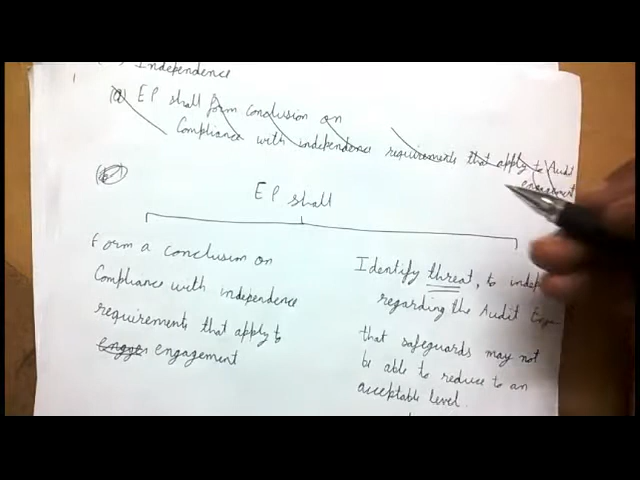 Independence
(a) EP shall form conclusion on
Compliance with independence requirements that apply to Audit
engagement
EP shall
Form a conclusion on
Compliance with independence
requirements that apply to
engagement
Identify threat, to
regarding the Audit
that safeguards may not
be able to reduce to an
acceptable level.